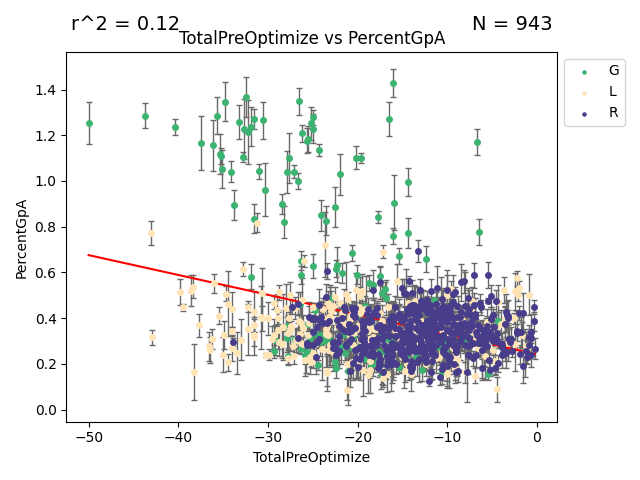 r^2 = 0.12 N = 943
TotalPreOptimize vs PercentGpA
G
L
R
PercentGpA
1.4
1.2
1.0
0.8
0.6
0.4
0.2
0.0
−50 −40 −30 −20 −10 0
TotalPreOptimize